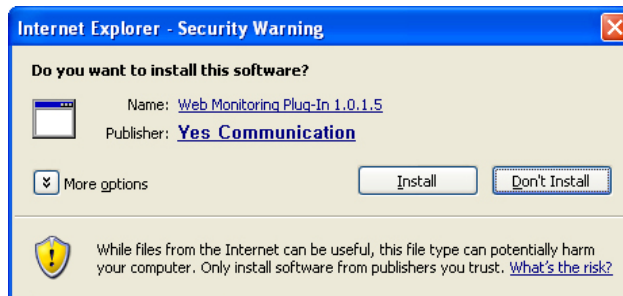 Internet Explorer - Security Warning
Do you want to install this software?
Name: Web Monitoring Plug-In 1.0.1.5
Publisher: Yes Communication
More options
Install
Don't Install
While files from the Internet can be useful, this file type can potentially harm
your computer. Only install software from publishers you trust. What's the risk?